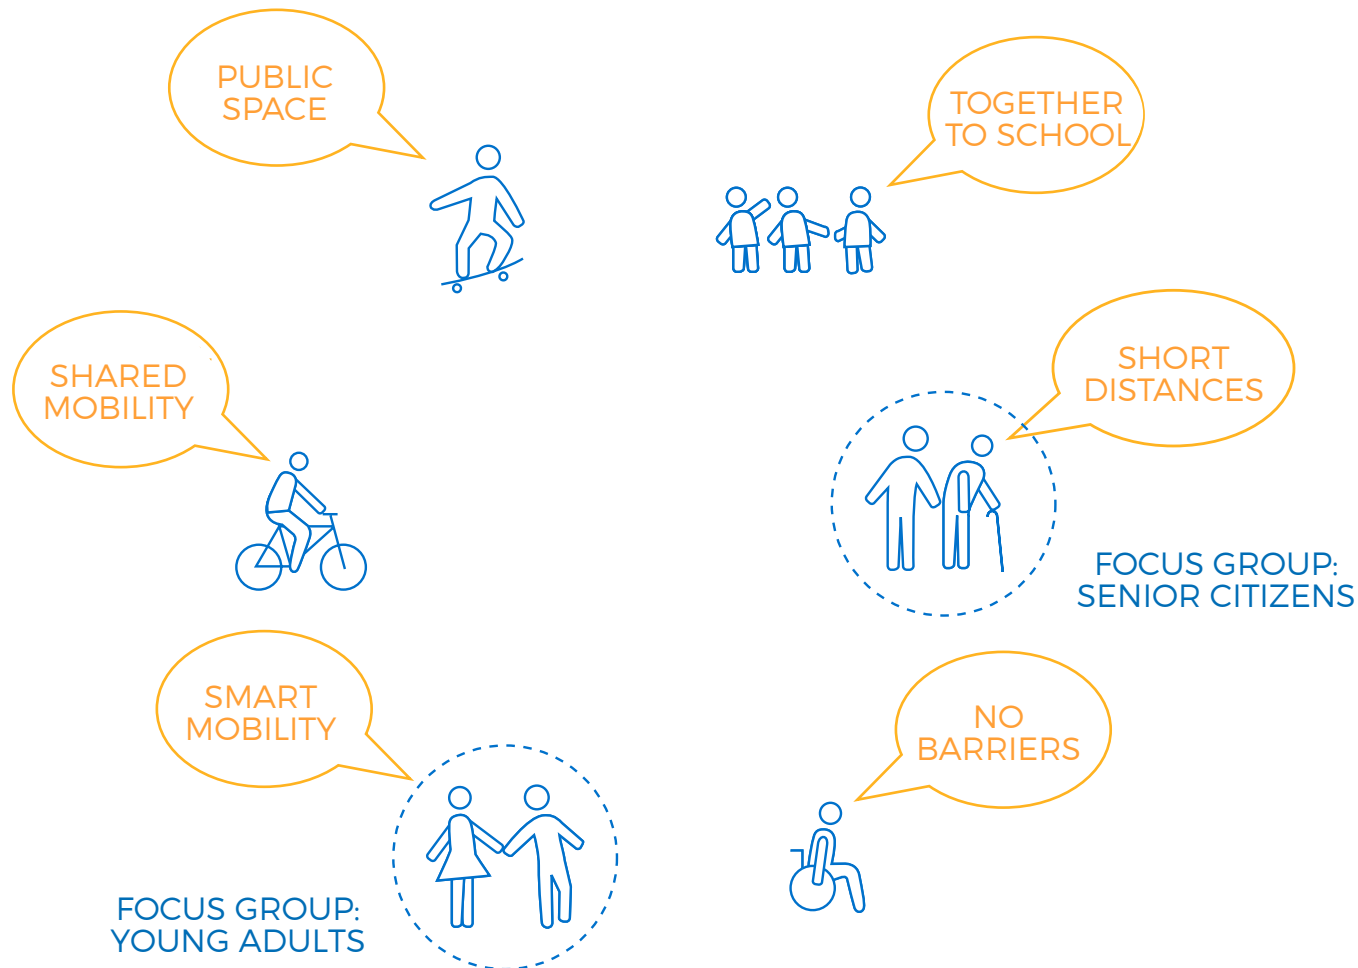 PUBLIC
SPACE
TOGETHER
TO SCHOOL
SHARED
MOBILITY
SHORT
DISTANCES
FOCUS GROUP:
SENIOR CITIZENS
SMART
MOBILITY
NO
BARRIERS
FOCUS GROUP:
YOUNG ADULTS